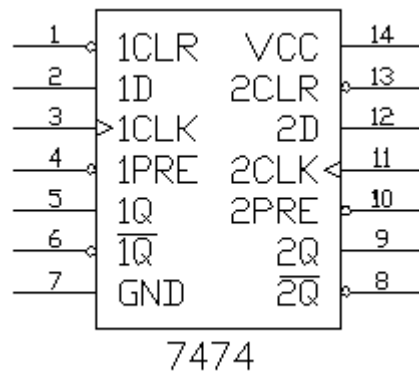 1 1CLR VCC 14
2 1D 2CLR 13
3 1CLK 2D 12
4 1PRE 2CLK 11
5 1Q 2PRE 10
6 1Q̅ 2Q 9
7 GND 2Q̅ 8
7474